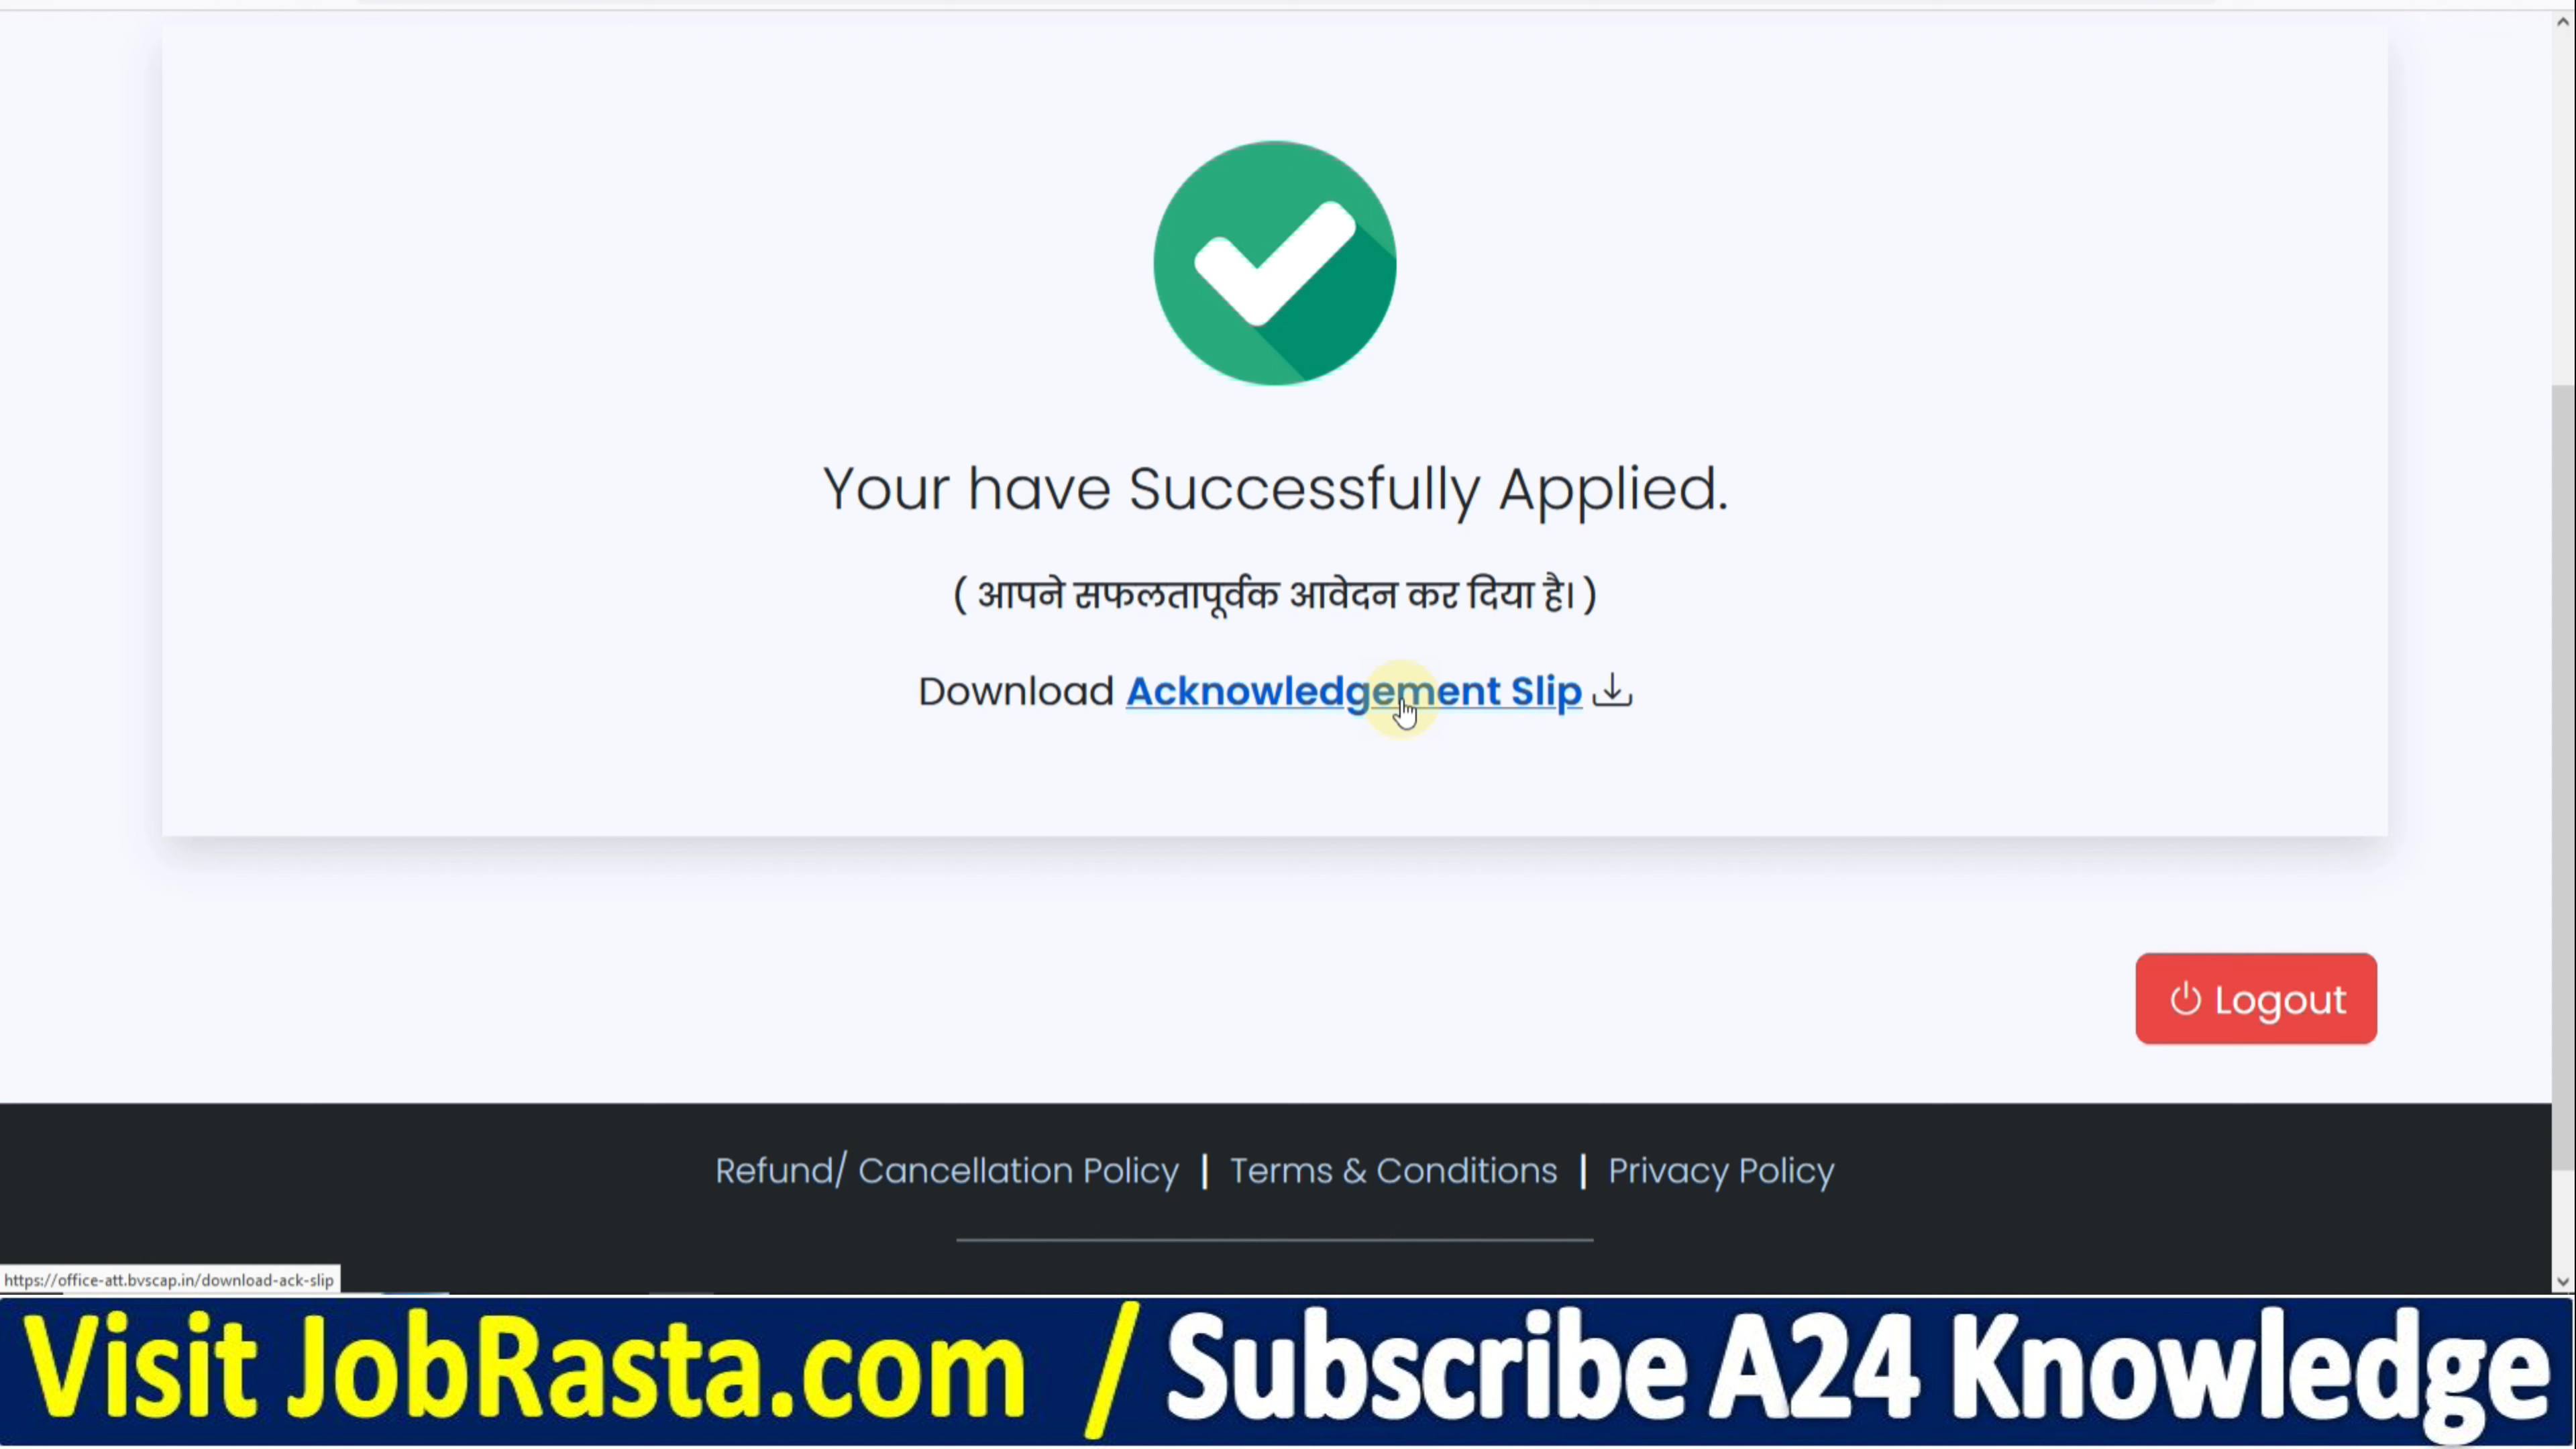 Your have Successfully Applied.
( आपने सफलतापूर्वक आवेदन कर दिया है। )
Download Acknowledgement Slip
Logout
Refund/ Cancellation Policy | Terms & Conditions | Privacy Policy
https://office-att.bvscap.in/download-ack-slip
Visit JobRasta.com / Subscribe A24 Knowledge